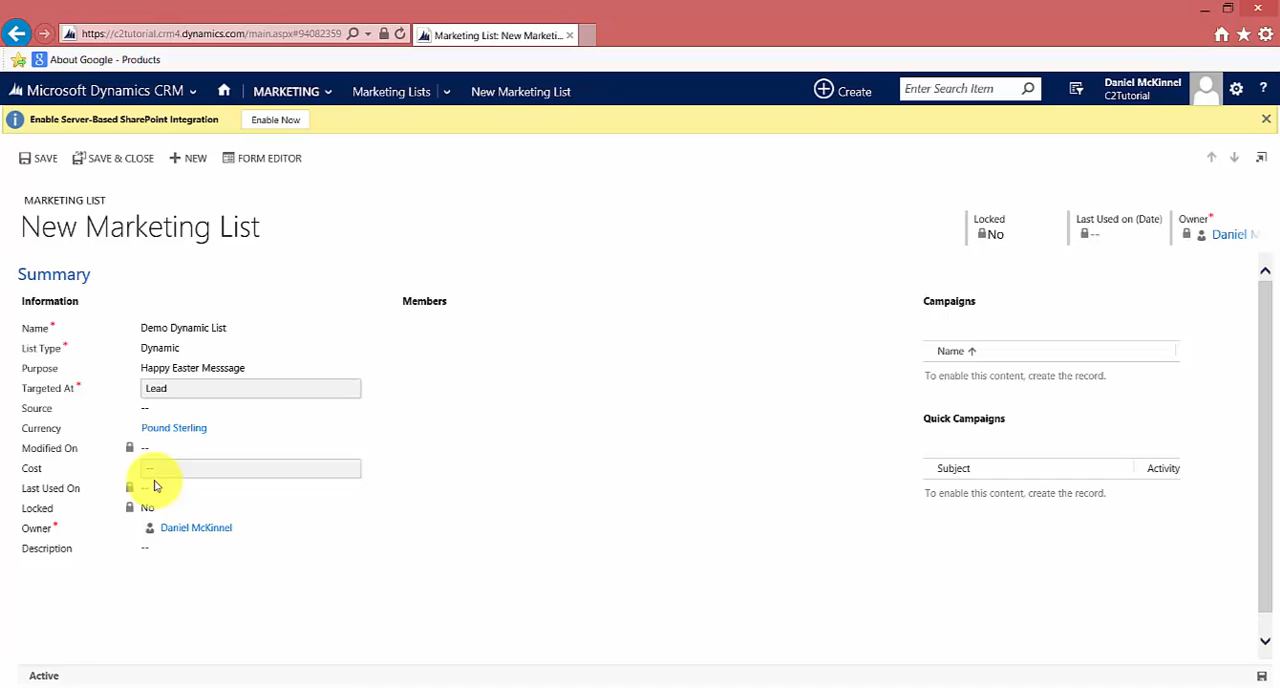 https://c2tutorial.crm4.dynamics.com/main.aspx#94082359
Marketing List: New Marketi...
About Google - Products
Microsoft Dynamics CRM
MARKETING
Marketing Lists
New Marketing List
Create
Enter Search Item
Daniel McKinnel
C2Tutorial
?
Enable Server-Based SharePoint Integration
Enable Now
SAVE
SAVE & CLOSE
NEW
FORM EDITOR
MARKETING LIST
New Marketing List
Locked
No
Last Used on (Date)
--
Owner*
Daniel M
Summary
Information
Members
Campaigns
Name* Demo Dynamic List
List Type* Dynamic
Purpose Happy Easter Messsage
Targeted At* Lead
Source --
Currency Pound Sterling
Modified On --
Cost --
Last Used On --
Locked No
Owner* Daniel McKinnel
Description --
Name
To enable this content, create the record.
Quick Campaigns
Subject Activity
To enable this content, create the record.
Active